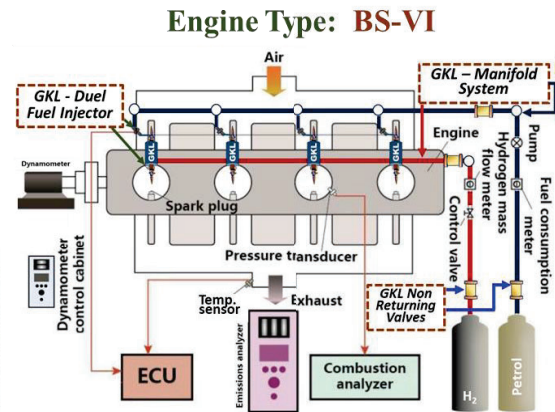 Engine Type: BS-VI
Air
GKL - Duel
Fuel Injector
GKL – Manifold
System
GKL
GKL
GKL
GKL
Engine
Dynamometer
Spark plug
Pressure transducer
Pump
Hydrogen mass
flow meter
Control valve
Fuel consumption
meter
Dynamometer
control cabinet
Temp.
sensor
Exhaust
GKL Non
Returning
Valves
ECU
Emissions analyzer
Combustion
analyzer
H2
Petrol